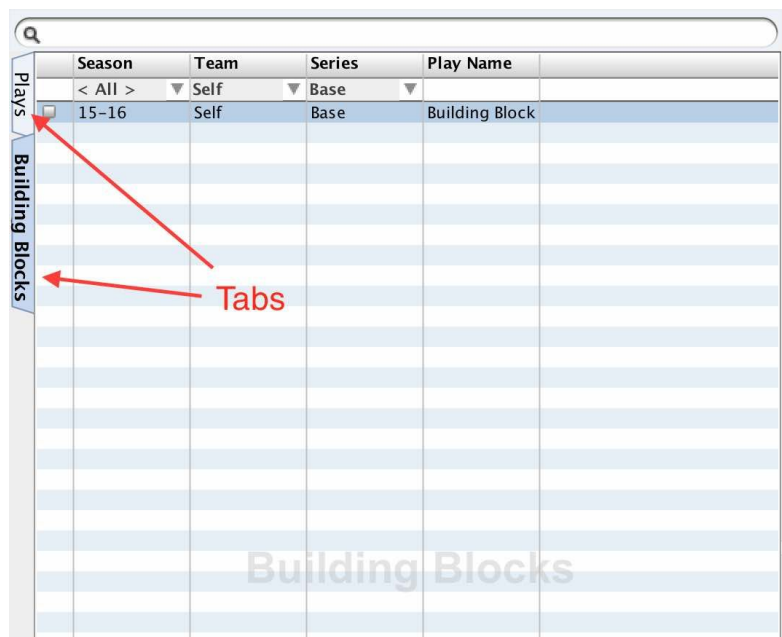 Season Team Series Play Name
< All > Self Base
15-16 Self Base Building Block
Plays
Building Blocks
Tabs
Building Blocks